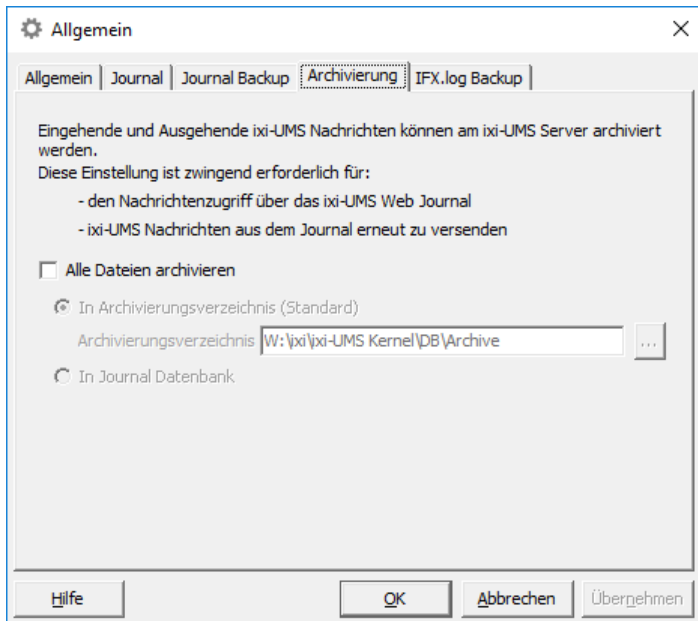 Allgemein
Allgemein Journal Journal Backup Archivierung IFX.log Backup
Eingehende und Ausgehende ixi-UMS Nachrichten können am ixi-UMS Server archiviert
werden.
Diese Einstellung ist zwingend erforderlich für:
- den Nachrichtenzugriff über das ixi-UMS Web Journal
- ixi-UMS Nachrichten aus dem Journal erneut zu versenden
Alle Dateien archivieren
In Archivierungsverzeichnis (Standard)
Archivierungsverzeichnis W:\ixi\ixi-UMS Kernel\DB\Archive ...
In Journal Datenbank
Hilfe OK Abbrechen Übernehmen